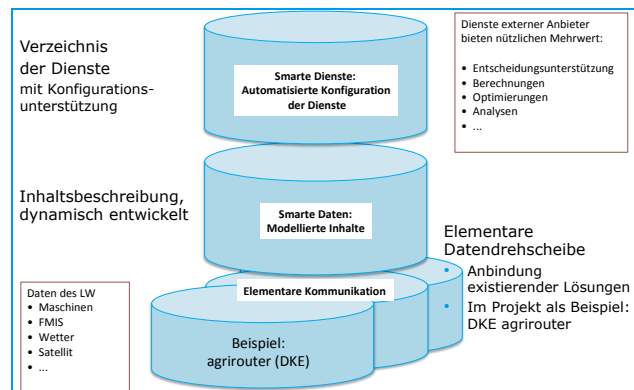 Verzeichnis
der Dienste
mit Konfigurations-
unterstützung
Smarte Dienste:
Automatisierte Konfiguration
der Dienste
Dienste externer Anbieter
bieten nützlichen Mehrwert:
• Entscheidungsunterstützung
• Berechnungen
• Optimierungen
• Analysen
• ...
Inhaltsbeschreibung,
dynamisch entwickelt
Smarte Daten:
Modellierte Inhalte
Elementare
Datendrehscheibe
• Anbindung
existierender Lösungen
• Im Projekt als Beispiel:
DKE agrirouter
Elementare Kommunikation
Daten des LW
• Maschinen
• FMIS
• Wetter
• Satellit
• ...
Beispiel:
agrirouter (DKE)